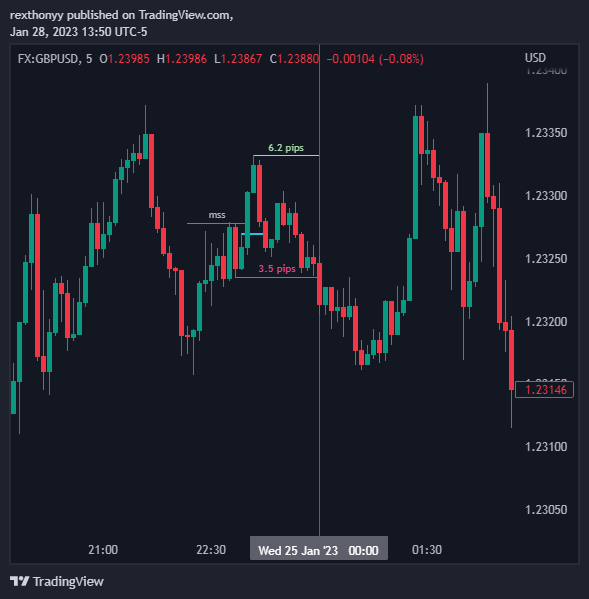 rexthonyy published on TradingView.com,
Jan 28, 2023 13:50 UTC-5
FX:GBPUSD, 5 O1.23985 H1.23986 L1.23867 C1.23880 −0.00104 (−0.08%)
USD
1.23400
1.23350
6.2 pips
1.23300
mss
1.23250
3.5 pips
1.23200
1.23150
1.23146
1.23100
1.23050
21:00 22:30 Wed 25 Jan '23 00:00 01:30
TradingView